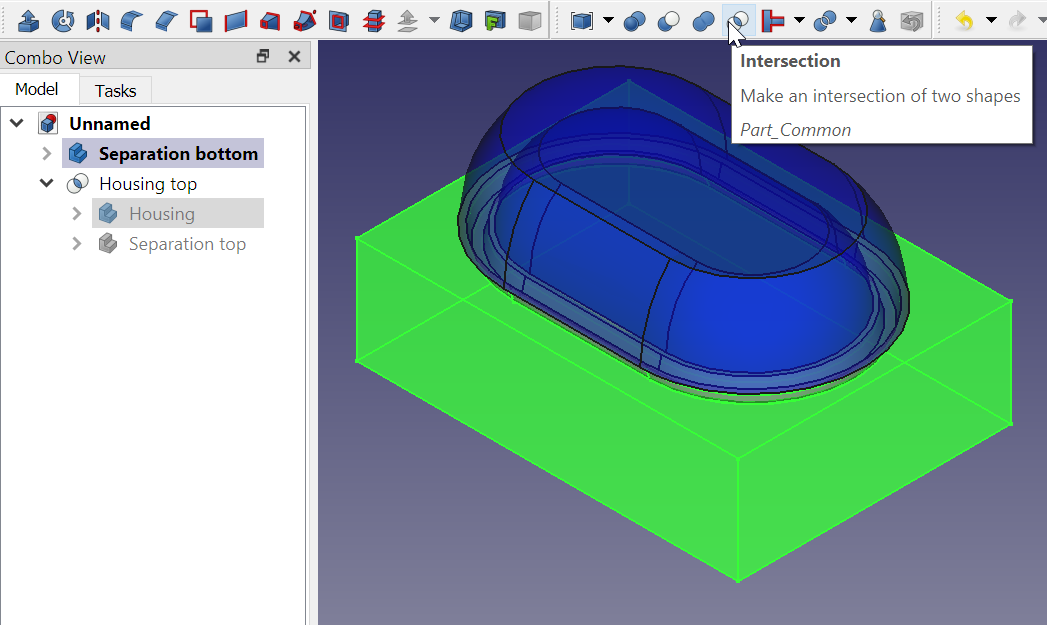 Combo View
Model
Tasks
Unnamed
Separation bottom
Housing top
Housing
Separation top
Intersection
Make an intersection of two shapes
Part_Common